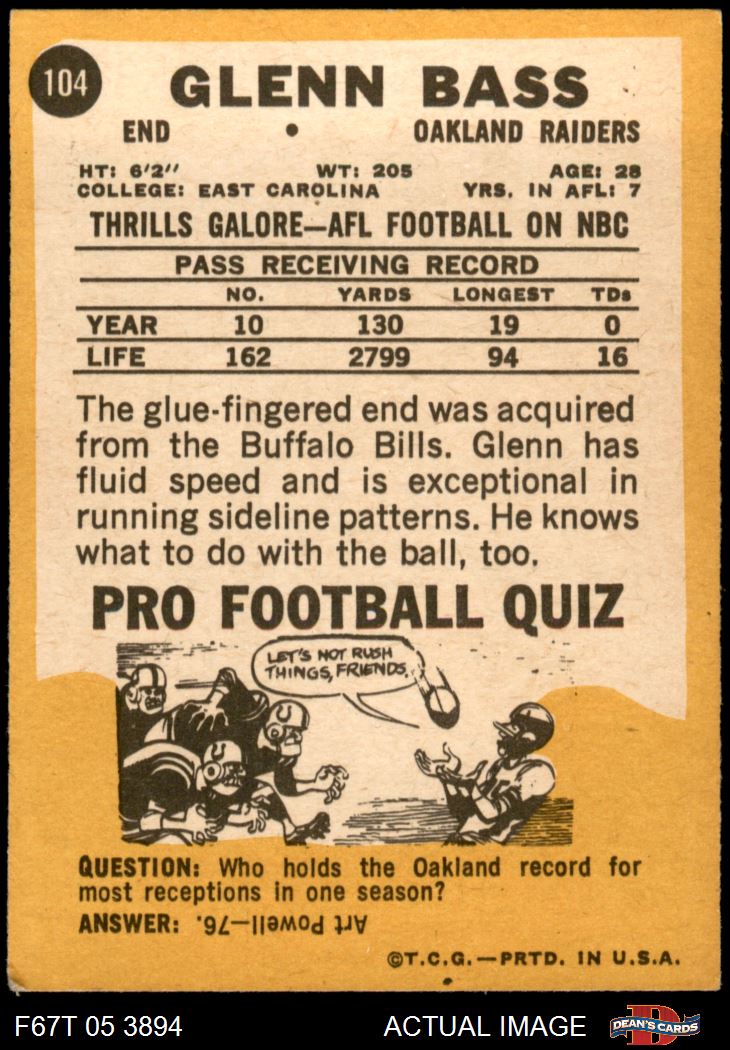 104
GLENN BASS
END • OAKLAND RAIDERS
HT: 6'2" WT: 205 AGE: 28
COLLEGE: EAST CAROLINA YRS. IN AFL: 7
THRILLS GALORE—AFL FOOTBALL ON NBC
PASS RECEIVING RECORD
NO. YARDS LONGEST TDs
YEAR 10 130 19 0
LIFE 162 2799 94 16
The glue-fingered end was acquired
from the Buffalo Bills. Glenn has
fluid speed and is exceptional in
running sideline patterns. He knows
what to do with the ball, too.
PRO FOOTBALL QUIZ
LET'S NOT RUSH
THINGS, FRIENDS.
QUESTION: Who holds the Oakland record for
most receptions in one season?
ANSWER: Art Powell—76.
©T.C.G.—PRTD. IN U.S.A.
F67T 05 3894 ACTUAL IMAGE DEAN'S CARDS